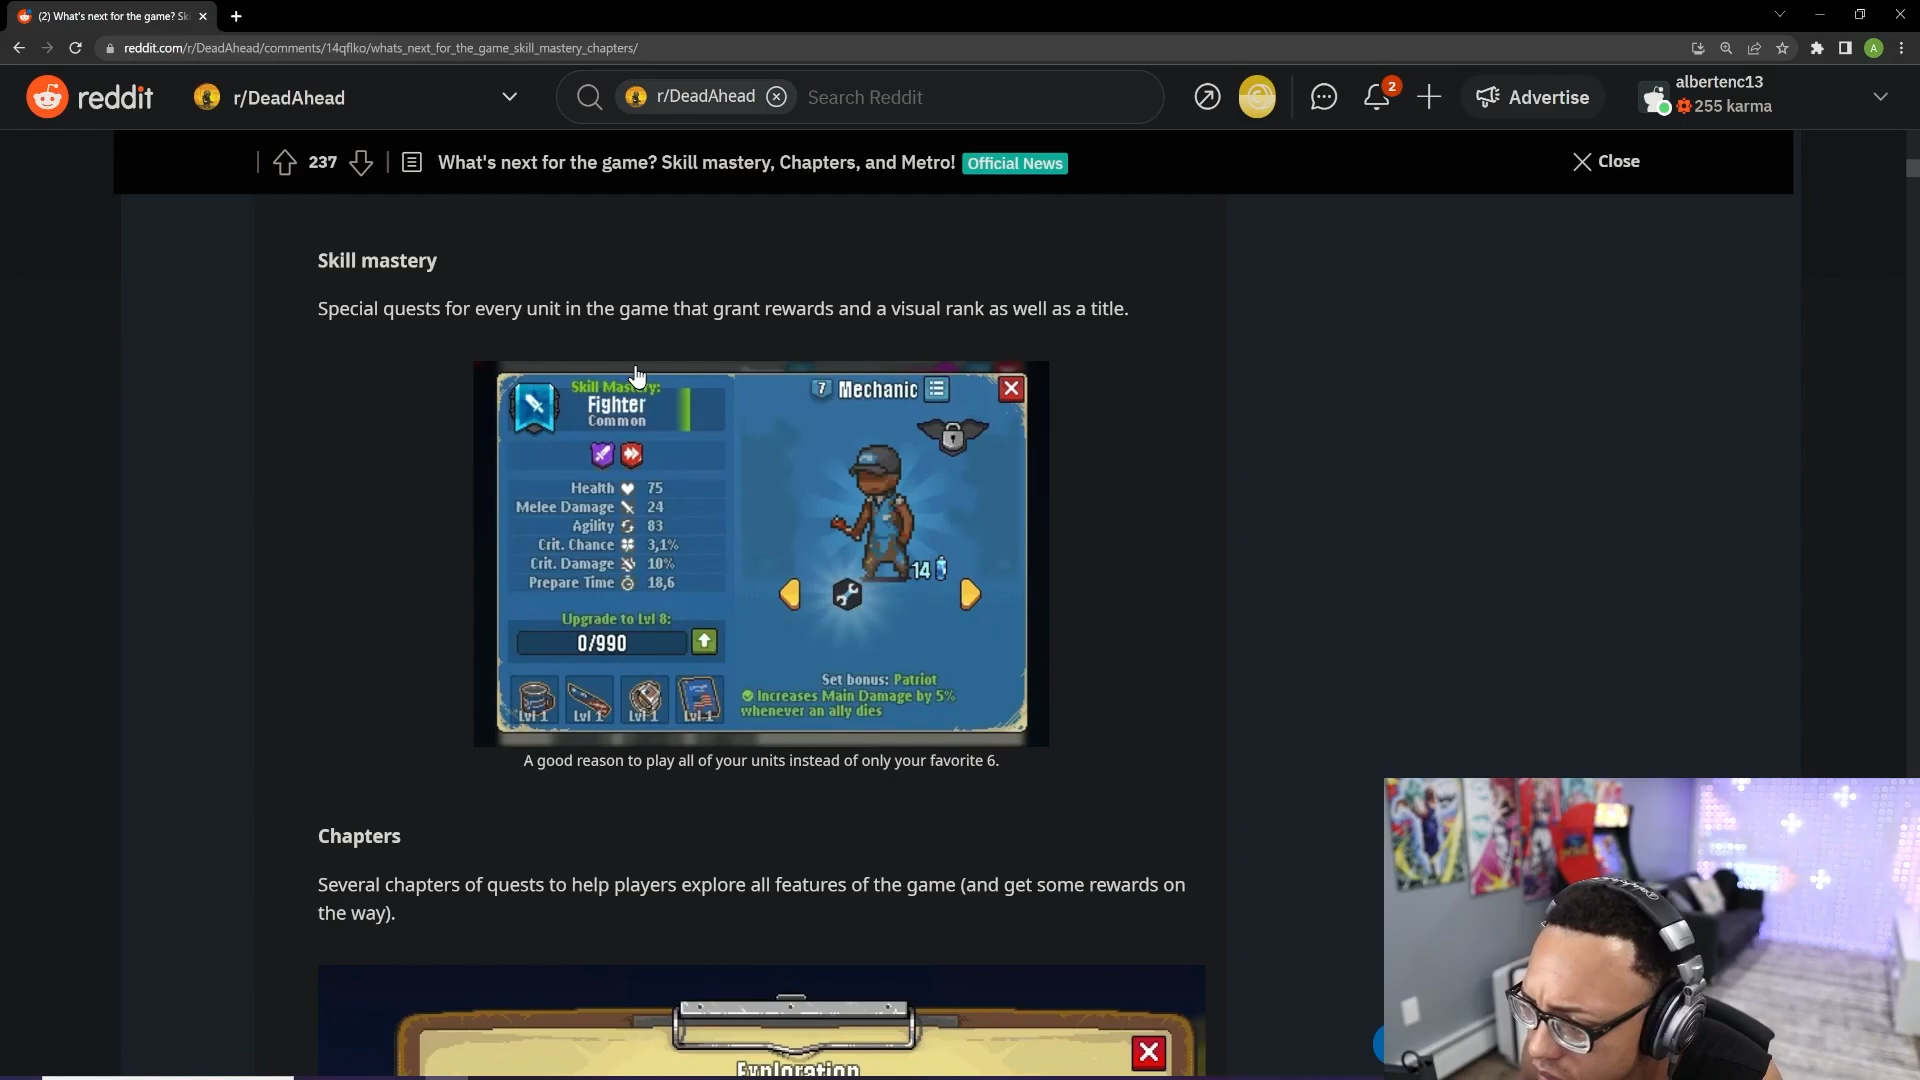 (2) What's next for the game? Sk
reddit.com/r/DeadAhead/comments/14qflko/whats_next_for_the_game_skill_mastery_chapters/
A
reddit
r/DeadAhead
r/DeadAhead
Search Reddit
2
Advertise
albertenc13
255 karma
237
What's next for the game? Skill mastery, Chapters, and Metro!
Official News
Close
Skill mastery
Special quests for every unit in the game that grant rewards and a visual rank as well as a title.
Skill Mastery:
Fighter
Common
7 Mechanic
Health 75
Melee Damage 24
Agility 83
Crit. Chance 3,1%
Crit. Damage 10%
Prepare Time 18,6
14
Upgrade to Lvl 8:
0/990
Lvl 1
Lvl 1
Lvl 1
Lvl 1
Set bonus: Patriot
Increases Main Damage by 5%
whenever an ally dies
A good reason to play all of your units instead of only your favorite 6.
Chapters
Several chapters of quests to help players explore all features of the game (and get some rewards on
the way).
Exploration